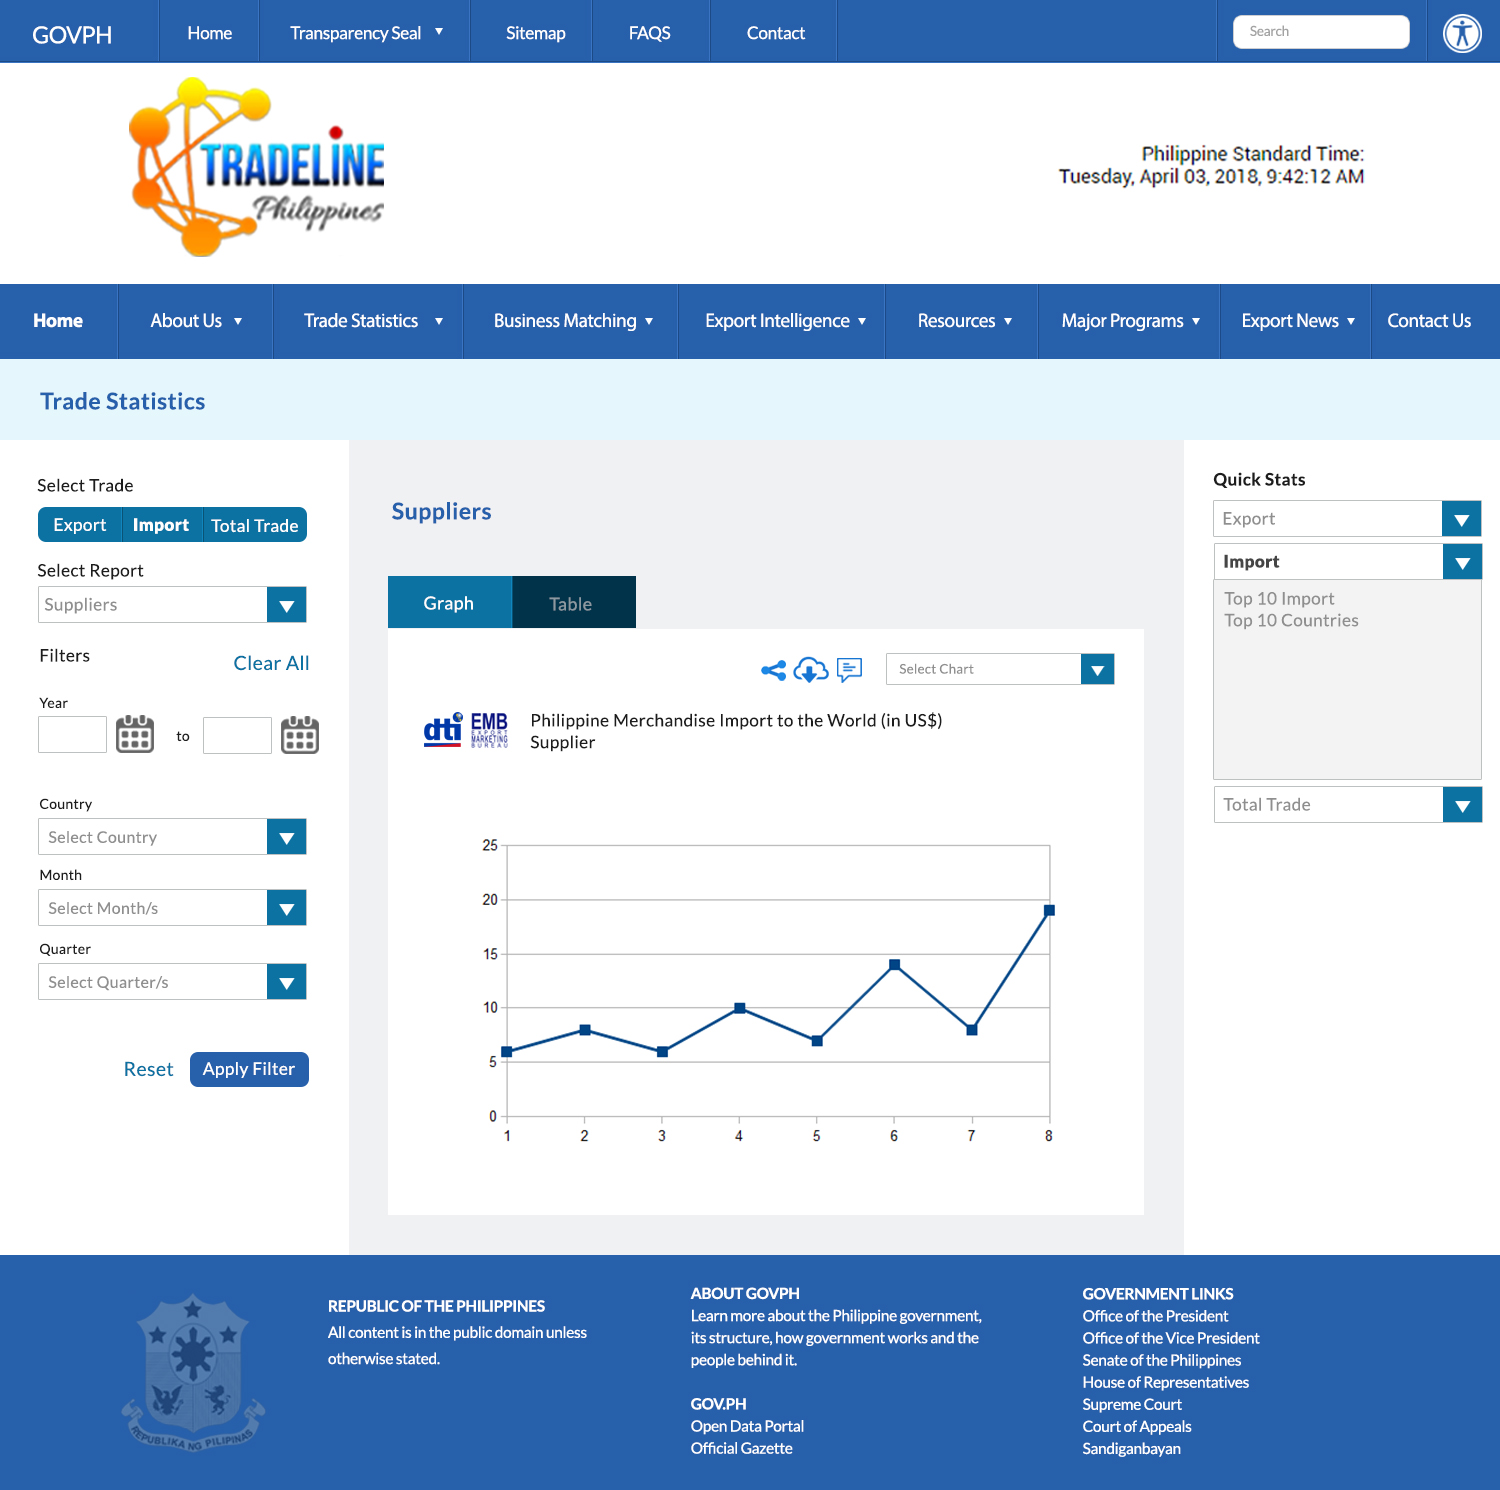 GOVPH
Home
Transparency Seal
Sitemap
FAQS
Contact
Search
TRADELINE
Philippines
Philippine Standard Time:
Tuesday, April 03, 2018, 9:42:12 AM
Home
About Us
Trade Statistics
Business Matching
Export Intelligence
Resources
Major Programs
Export News
Contact Us
Trade Statistics
Select Trade
Export
Import
Total Trade
Select Report
Suppliers
Filters
Clear All
Year
to
Country
Select Country
Month
Select Month/s
Quarter
Select Quarter/s
Reset
Apply Filter
Suppliers
Graph
Table
Select Chart
dti
EMB
EXPORT
MARKETING
BUREAU
Philippine Merchandise Import to the World (in US$)
Supplier
25
20
15
10
5
0
1 2 3 4 5 6 7 8
Quick Stats
Export
Import
Top 10 Import
Top 10 Countries
Total Trade
REPUBLIKA NG PILIPINAS
REPUBLIC OF THE PHILIPPINES
All content is in the public domain unless
otherwise stated.
ABOUT GOVPH
Learn more about the Philippine government,
its structure, how government works and the
people behind it.
GOV.PH
Open Data Portal
Official Gazette
GOVERNMENT LINKS
Office of the President
Office of the Vice President
Senate of the Philippines
House of Representatives
Supreme Court
Court of Appeals
Sandiganbayan